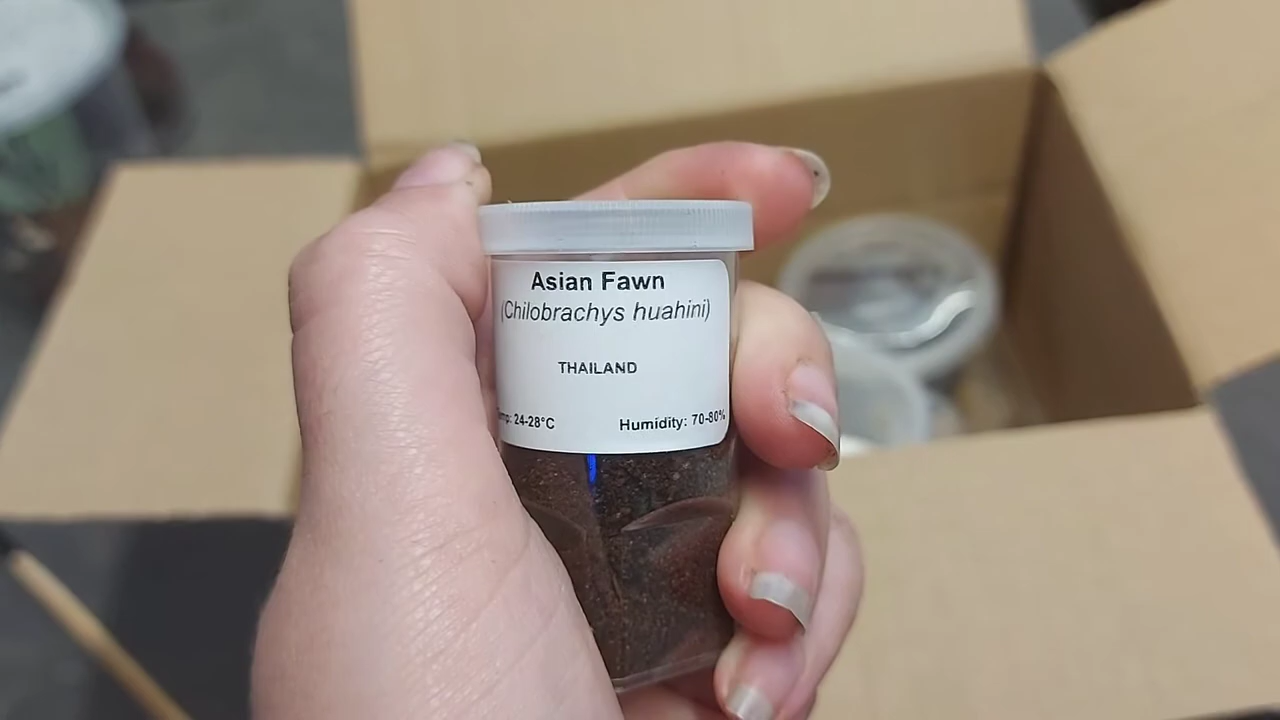 Asian Fawn
(Chilobrachys huahini)
THAILAND
mp: 24-28°C Humidity: 70-80%